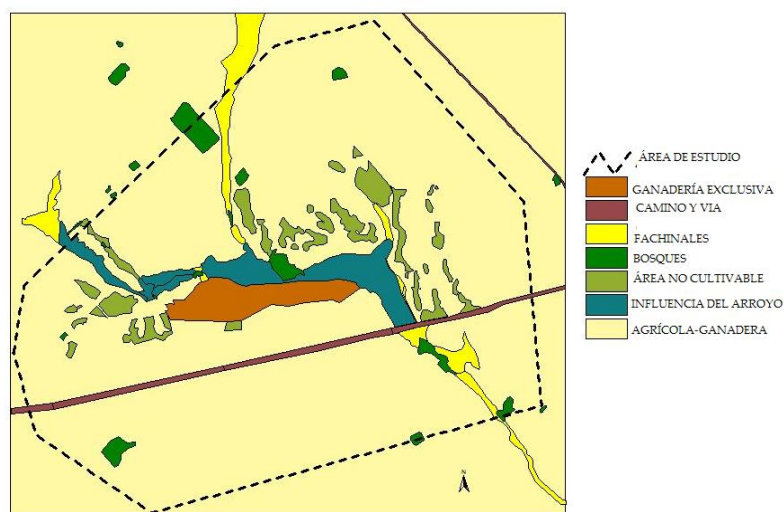 ÁREA DE ESTUDIO
GANADERÍA EXCLUSIVA
CAMINO Y VIA
FACHINALES
BOSQUES
ÁREA NO CULTIVABLE
INFLUENCIA DEL ARROYO
AGRÍCOLA-GANADERA
N